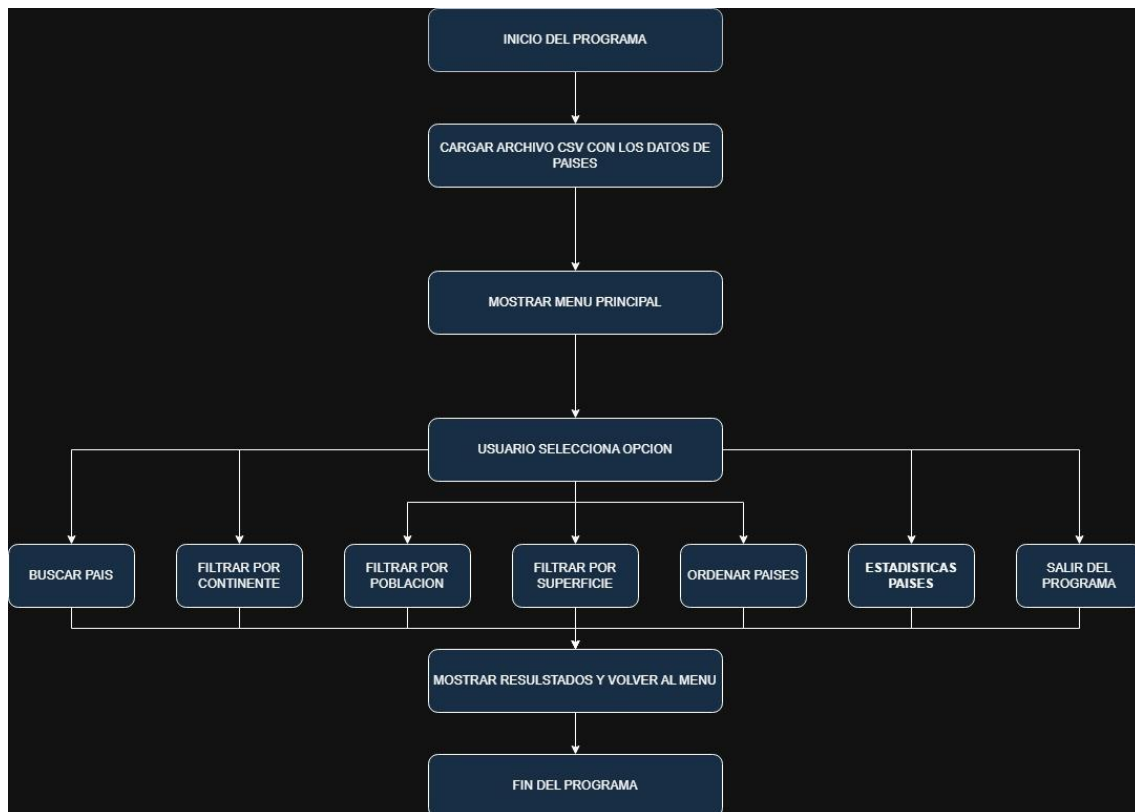 INICIO DEL PROGRAMA
CARGAR ARCHIVO CSV CON LOS DATOS DE
PAISES
MOSTRAR MENU PRINCIPAL
USUARIO SELECCIONA OPCION
BUSCAR PAIS
FILTRAR POR
CONTINENTE
FILTRAR POR
POBLACION
FILTRAR POR
SUPERFICIE
ORDENAR PAISES
ESTADISTICAS
PAISES
SALIR DEL
PROGRAMA
MOSTRAR RESULSTADOS Y VOLVER AL MENU
FIN DEL PROGRAMA